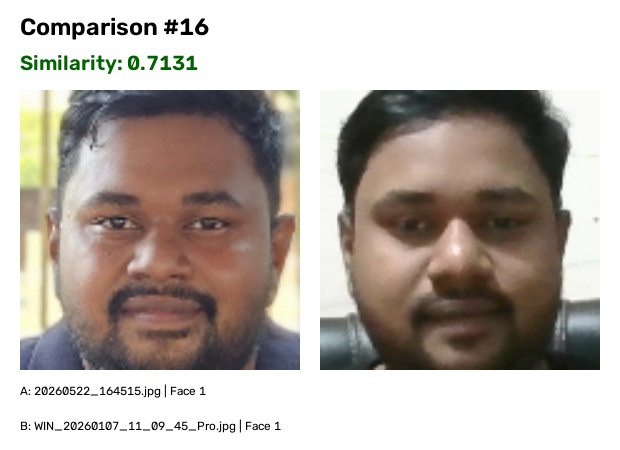 Comparison #16
Similarity: 0.7131
A: 20260522_164515.jpg | Face 1
B: WIN_20260107_11_09_45_Pro.jpg | Face 1